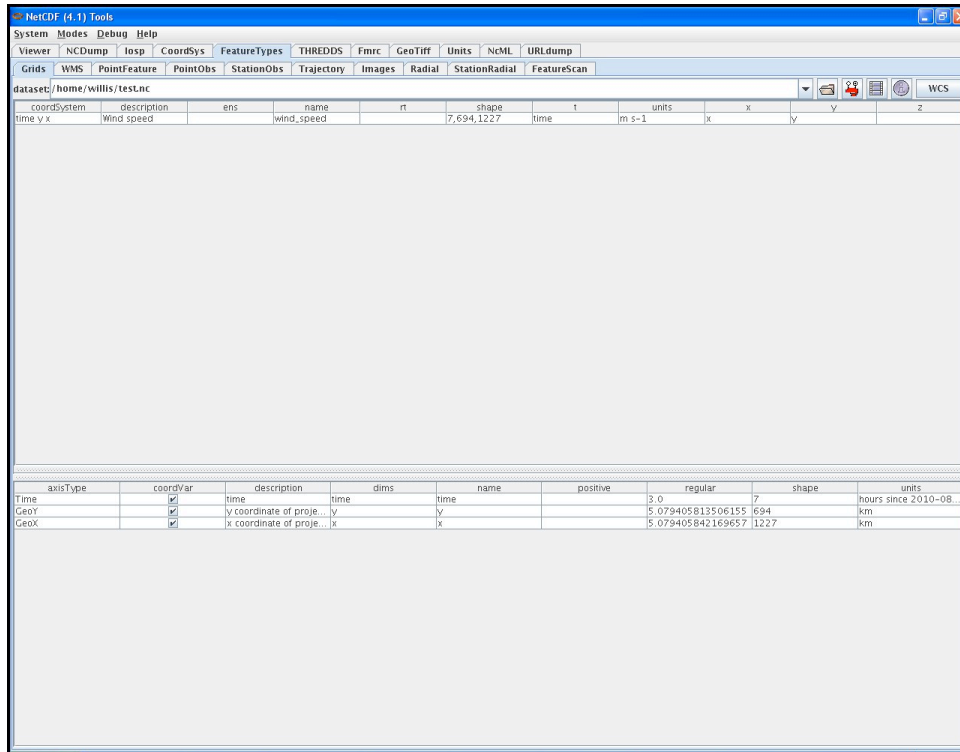 NetCDF (4.1) Tools
System Modes Debug Help
Viewer NCDump Iosp CoordSys FeatureTypes THREDDS Fmrc GeoTiff Units NcML URLdump
Grids WMS PointFeature PointObs StationObs Trajectory Images Radial StationRadial FeatureScan
dataset: /home/willis/test.nc WCS
coordSystem description ens name rt shape t units x y z
time y x Wind speed wind_speed 7,694,1227 time m s-1 x y
axisType coordVar description dims name positive regular shape units
Time time time time 3.0 7 hours since 2010-08...
GeoY y coordinate of proje... y y 5.079405813506155 694 km
GeoX x coordinate of proje... x x 5.079405842169657 1227 km